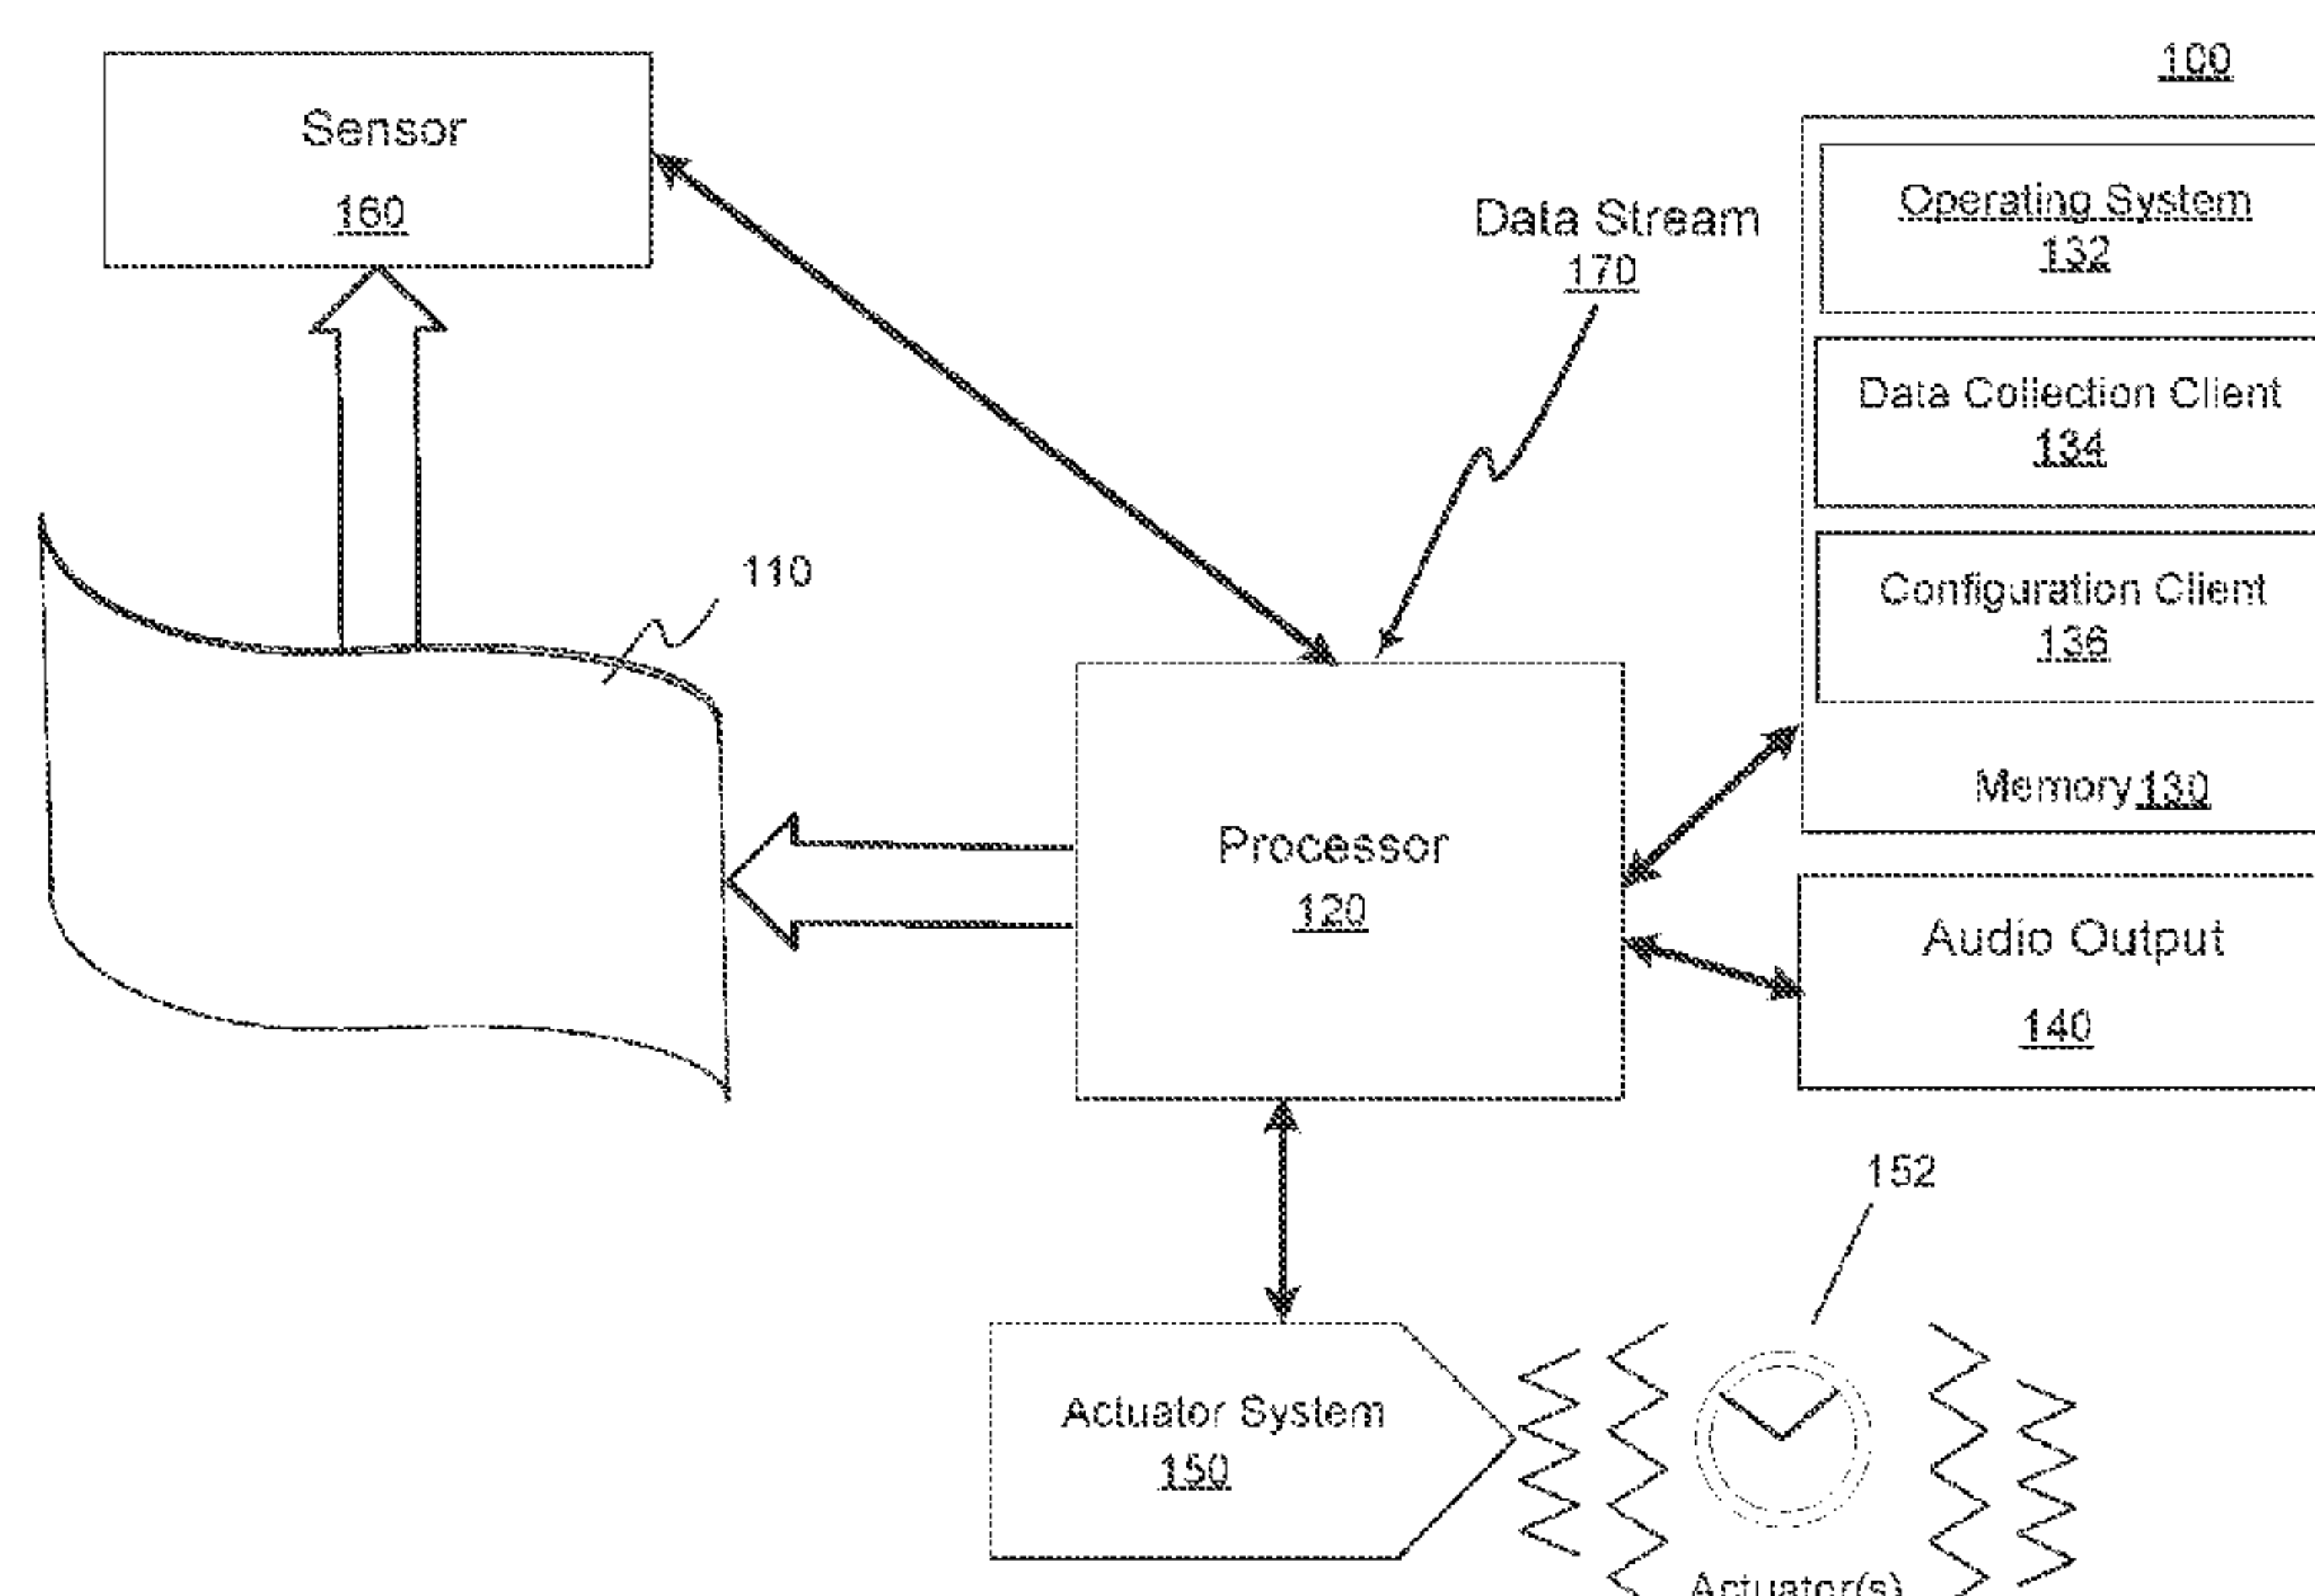 100
Sensor
160
Data Stream
170
Operating System
132
Data Collection Client
134
Configuration Client
136
Memory 130
110
Processor
120
Audio Output
140
152
Actuator System
150
Actuator(s)